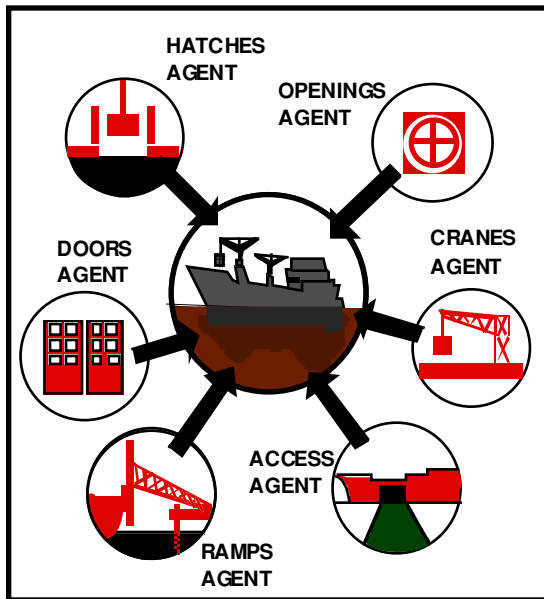 HATCHES
AGENT
OPENINGS
AGENT
DOORS
AGENT
CRANES
AGENT
ACCESS
AGENT
RAMPS
AGENT